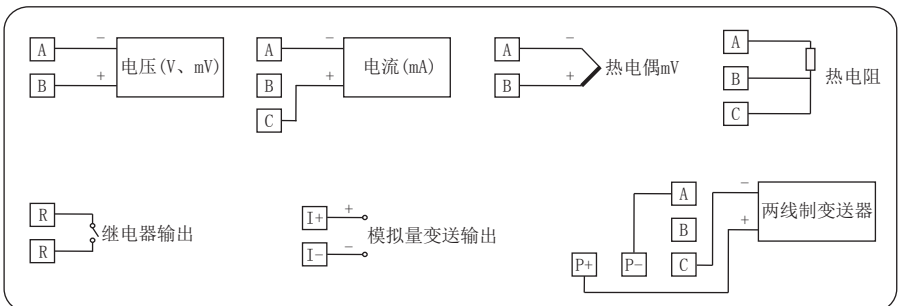 A
−
B
+
电压(V、mV)
A
−
B
+
C
电流(mA)
A
−
B
+
热电偶mV
A
B
C
热电阻
R
R
继电器输出
I+
+
I−
−
模拟量变送输出
A
B
C
P+
P−
−
+
两线制变送器